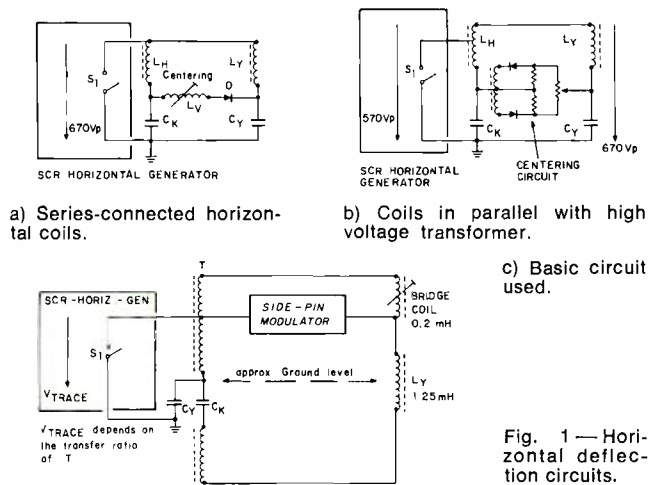 S1
670Vp
LH
LY
Centering
D
LV
CK
CY
SCR HORIZONTAL GENERATOR
a) Series-connected horizon-
tal coils.
S1
570Vp
LH
LY
CK
CY
670Vp
SCR HORIZONTAL
GENERATOR
CENTERING
CIRCUIT
b) Coils in parallel with high
voltage transformer.
c) Basic circuit
used.
T
SCR-HORIZ-GEN
SIDE-PIN
MODULATOR
BRIDGE
COIL
0.2 mH
S1
VTRACE
approx Ground level
CY
CK
LY
1.25mH
VTRACE depends on
the transfer ratio
of T
Fig. 1—Hori-
zontal deflec-
tion circuits.